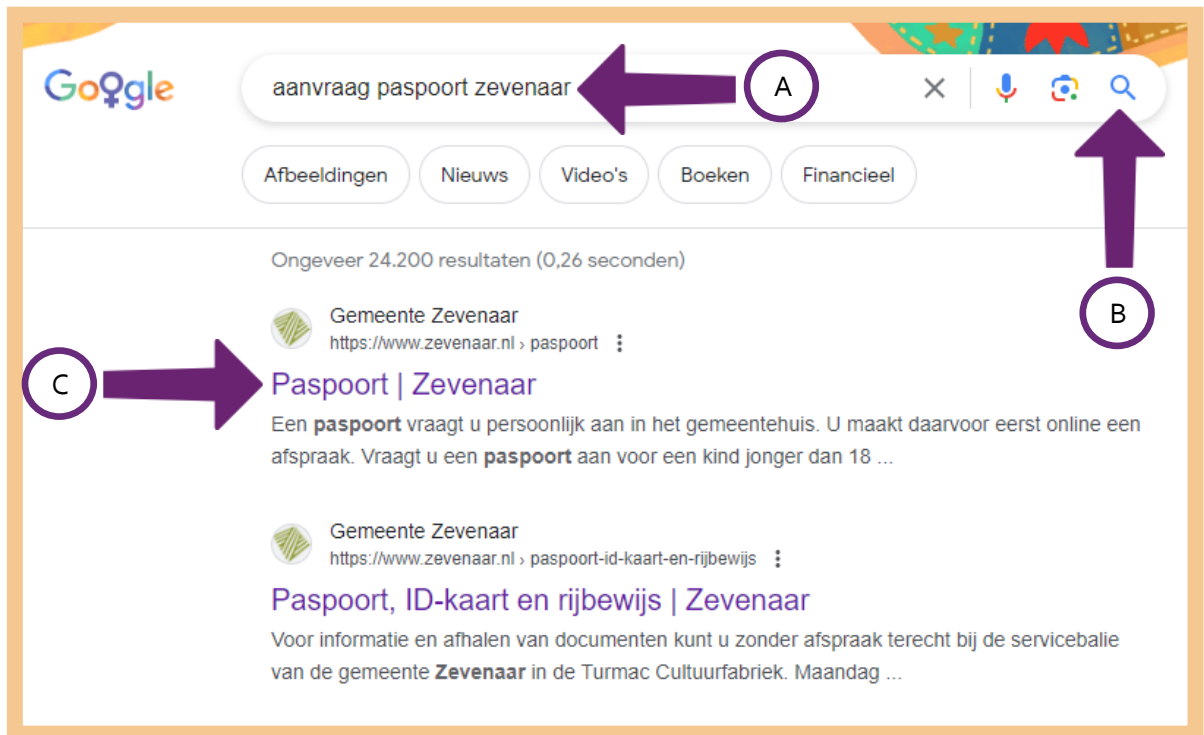 Google
aanvraag paspoort zevenaar
A
Afbeeldingen
Nieuws
Video's
Boeken
Financieel
B
Ongeveer 24.200 resultaten (0,26 seconden)
Gemeente Zevenaar
https://www.zevenaar.nl › paspoort
C
Paspoort | Zevenaar
Een paspoort vraagt u persoonlijk aan in het gemeentehuis. U maakt daarvoor eerst online een
afspraak. Vraagt u een paspoort aan voor een kind jonger dan 18 ...
Gemeente Zevenaar
https://www.zevenaar.nl › paspoort-id-kaart-en-rijbewijs
Paspoort, ID-kaart en rijbewijs | Zevenaar
Voor informatie en afhalen van documenten kunt u zonder afspraak terecht bij de servicebalie
van de gemeente Zevenaar in de Turmac Cultuurfabriek. Maandag ...